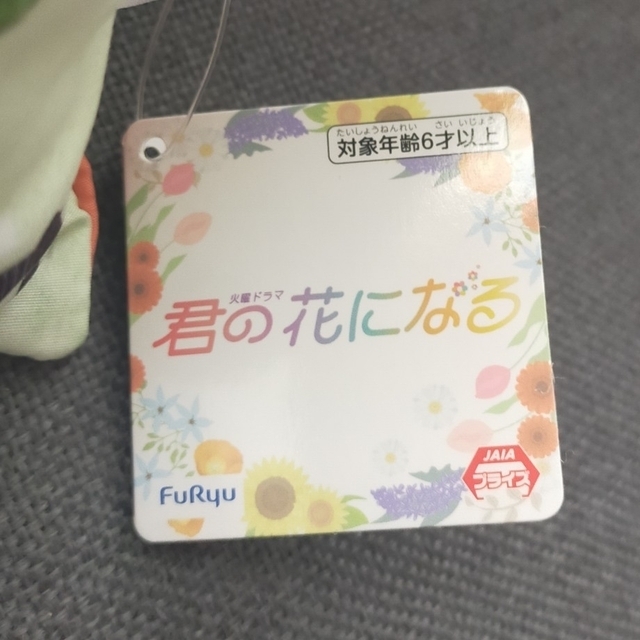 たいしょうねんれい さい いじょう
対象年齢6才以上
火曜ドラマ
君の花になる
FuRyu
JAIA
プライズ